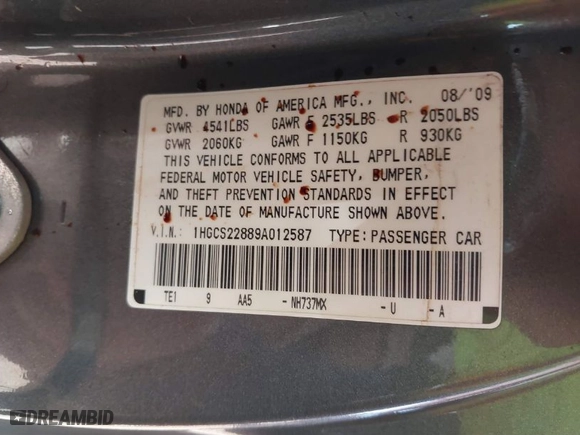 MFD. BY HONDA OF AMERICA MFG., INC. 08/'09
GVWR 4541LBS GAWR F 2535LBS R 2050LBS
GVWR 2060KG GAWR F 1150KG R 930KG
THIS VEHICLE CONFORMS TO ALL APPLICABLE
FEDERAL MOTOR VEHICLE SAFETY, BUMPER,
AND THEFT PREVENTION STANDARDS IN EFFECT
ON THE DATE OF MANUFACTURE SHOWN ABOVE.
V.I.N.: 1HGCS22889A012587 TYPE: PASSENGER CAR
TE1 9 AA5 - NH737MX - U - A
DREAMBID